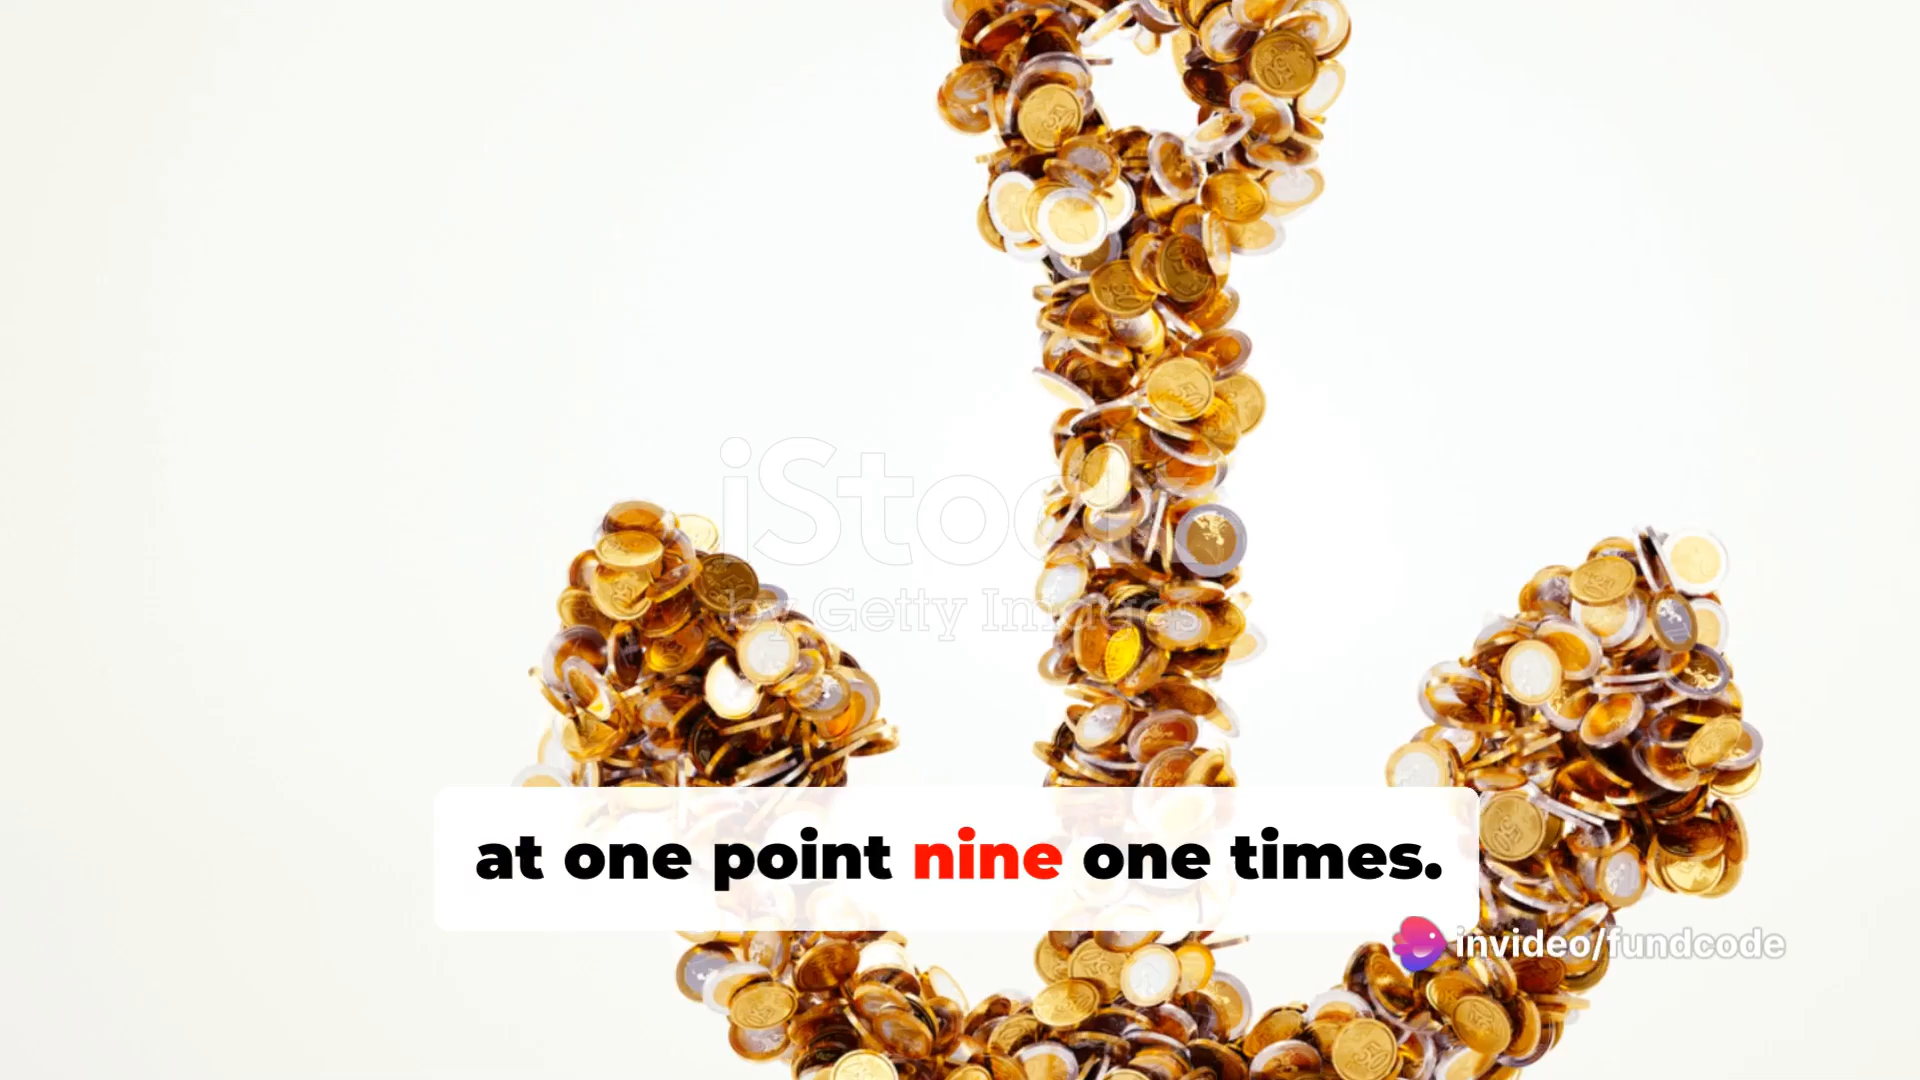 iStock
by Getty Images
at one point nine one times.
invideo/fundcode